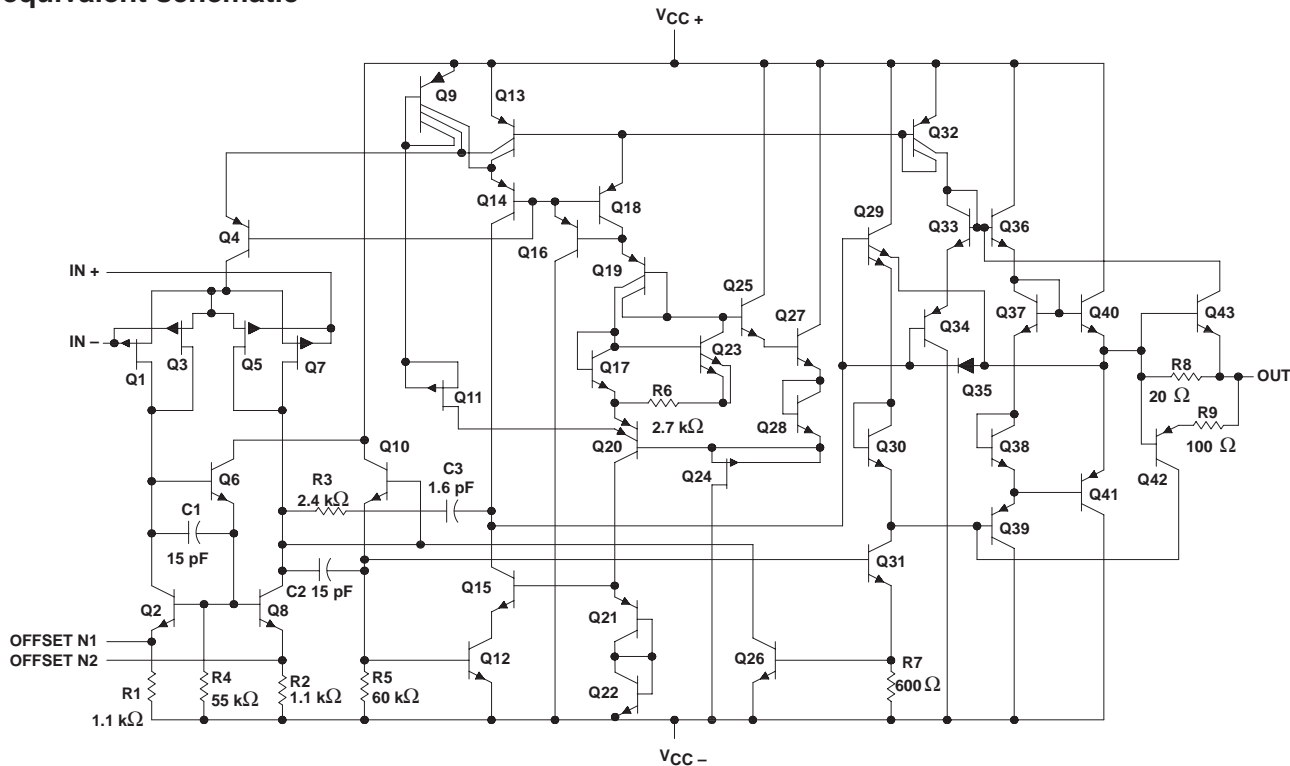 equivalent schematic
VCC +
Q9
Q13
Q32
Q14
Q18
Q29
Q33
Q36
Q4
Q16
IN +
Q19
Q25
Q27
Q37
Q40
Q43
IN –
Q3
Q5
Q34
Q1
Q7
Q17
Q23
R8
OUT
Q11
R6
Q35
20 Ω
R9
2.7 kΩ
Q28
100 Ω
Q10
Q20
Q30
Q38
Q6
R3
C3
Q24
Q42
2.4 kΩ
1.6 pF
Q41
C1
Q39
15 pF
Q31
C2 15 pF
Q15
Q2
Q8
Q21
OFFSET N1
OFFSET N2
Q12
Q26
R7
R1
R4
R2
R5
Q22
600 Ω
55 kΩ
1.1 kΩ
60 kΩ
1.1 kΩ
VCC –